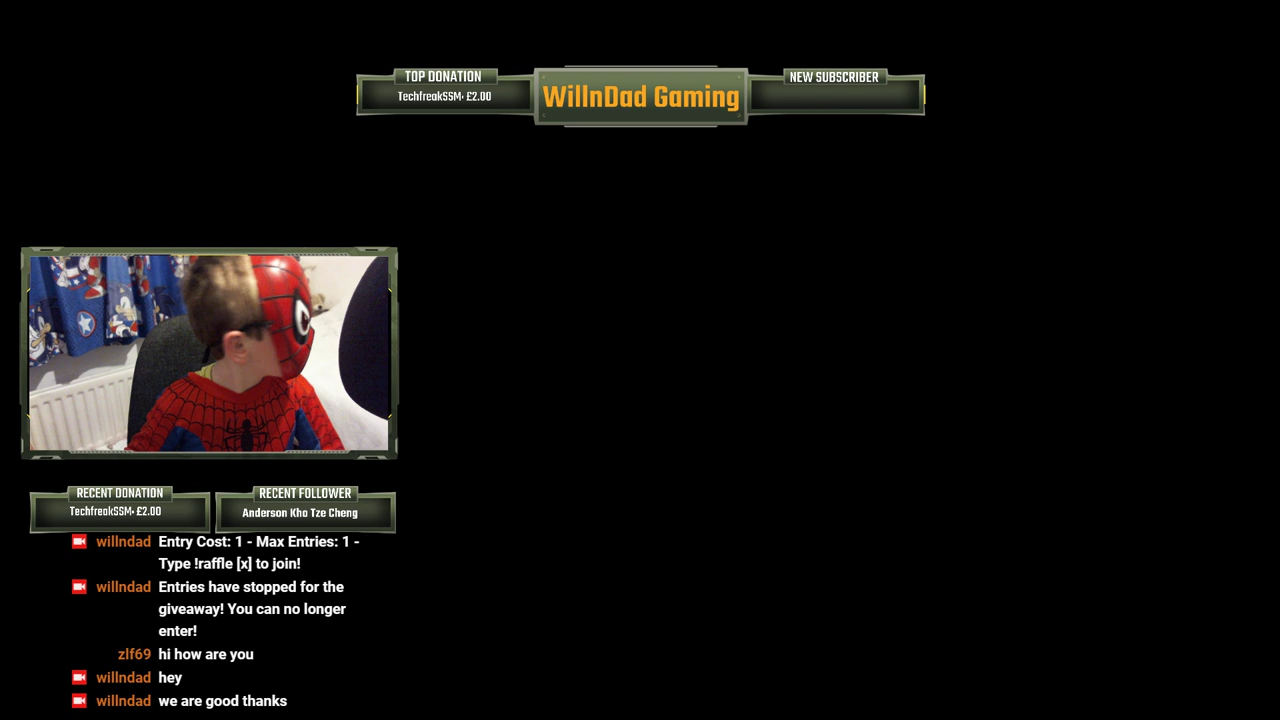 TOP DONATION
TechfreakSSM: £2.00
WillnDad Gaming
NEW SUBSCRIBER
RECENT DONATION
TechfreakSSM: £2.00
RECENT FOLLOWER
Anderson Kho Tze Cheng
willndad Entry Cost: 1 - Max Entries: 1 -
Type !raffle [x] to join!
willndad Entries have stopped for the
giveaway! You can no longer
enter!
zlf69 hi how are you
willndad hey
willndad we are good thanks